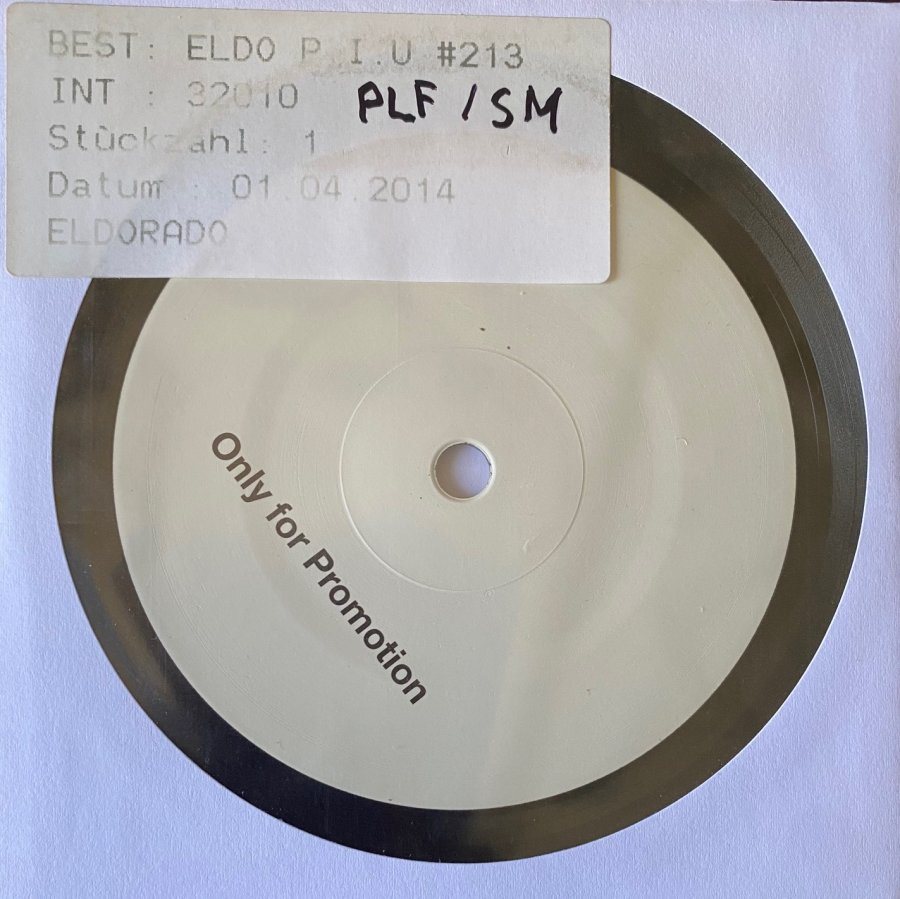 BEST: ELDO P.I.U #213
INT : 32010
PLF / SM
Stückzahl: 1
Datum : 01.04.2014
ELDORADO
Only for Promotion